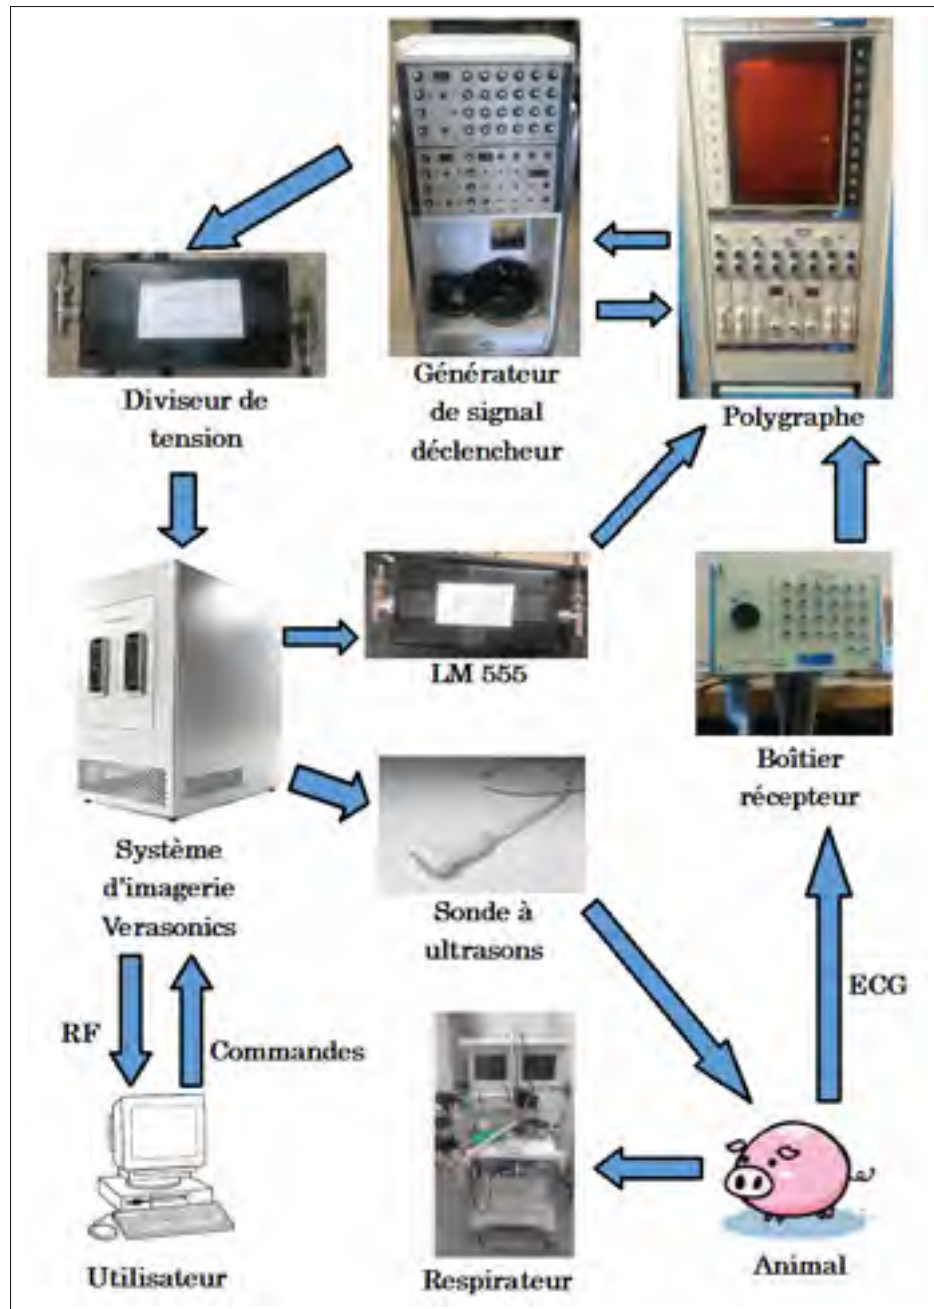 Diviseur de
tension
Générateur
de signal
déclencheur
Polygraphe
LM 555
Boîtier
récepteur
Système
d'imagerie
Verasonics
Sonde à
ultrasons
ECG
RF
Commandes
Utilisateur
Respirateur
Animal